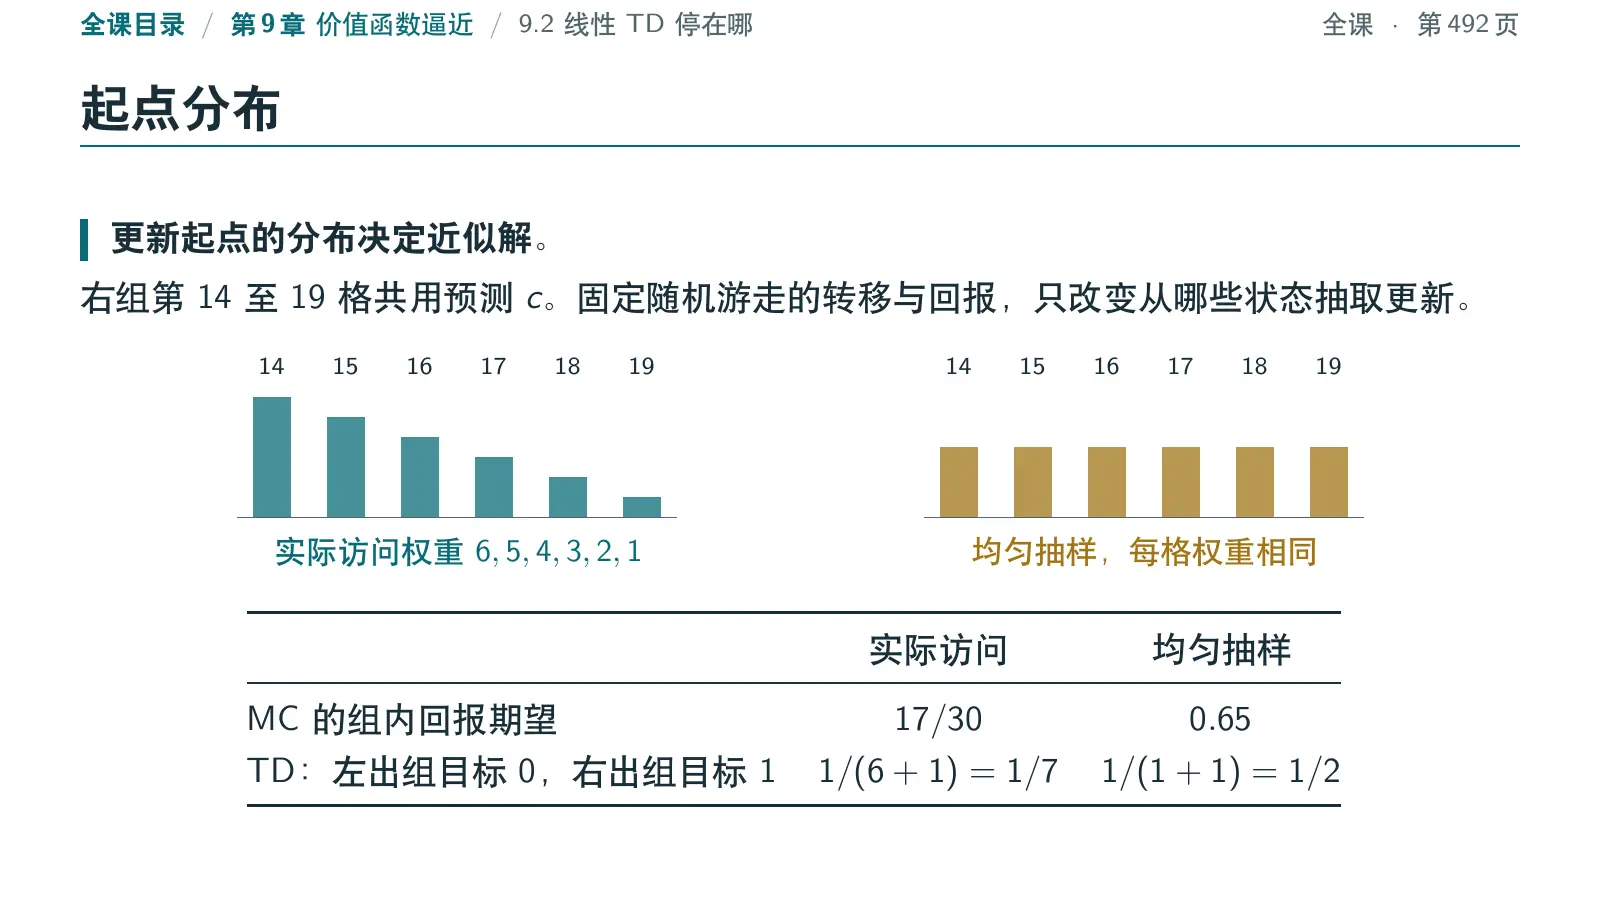 全课目录 / 第9章 价值函数逼近 / 9.2 线性 TD 停在哪
全课 · 第492页
起点分布
更新起点的分布决定近似解。
右组第 14 至 19 格共用预测 c。固定随机游走的转移与回报，只改变从哪些状态抽取更新。
14 15 16 17 18 19
14 15 16 17 18 19
实际访问权重 6, 5, 4, 3, 2, 1
均匀抽样，每格权重相同
实际访问 均匀抽样
MC 的组内回报期望 17/30 0.65
TD：左出组目标 0，右出组目标 1 1/(6 + 1) = 1/7 1/(1 + 1) = 1/2